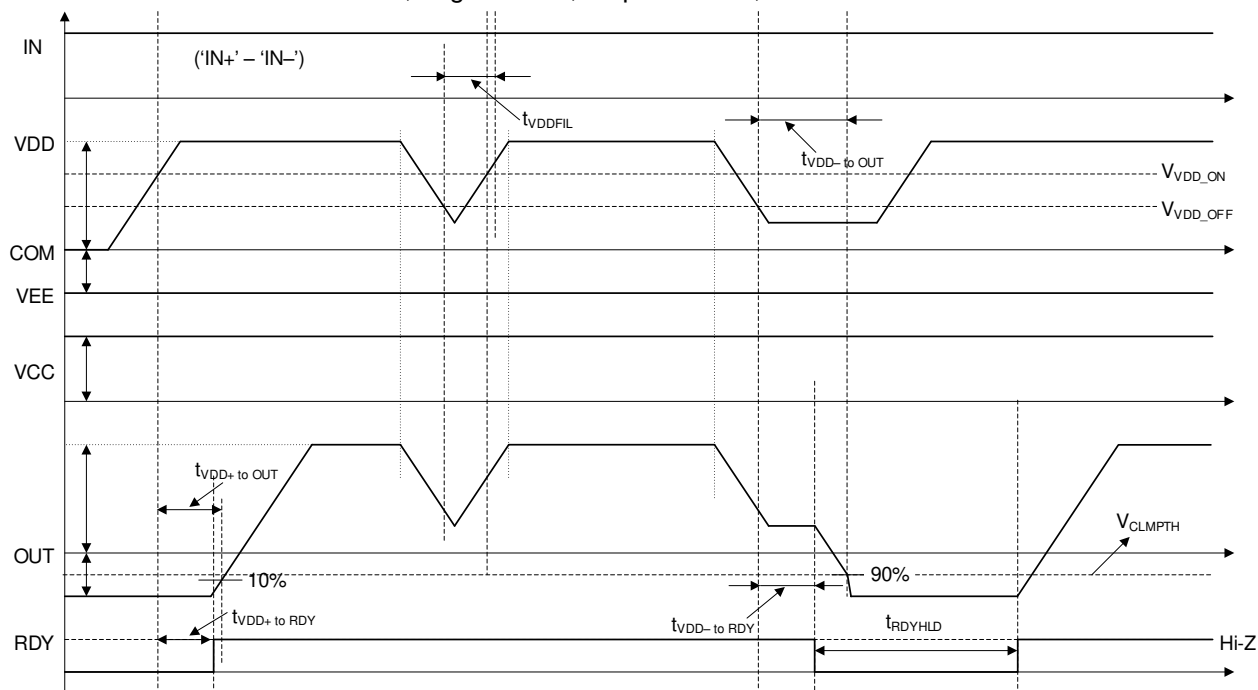 IN
('IN+' – 'IN–')
tVDDFIL
VDD
tVDD– to OUT
VVDD_ON
VVDD_OFF
COM
VEE
VCC
tVDD+ to OUT
VCLMPTH
OUT
10%
90%
tVDD+ to RDY
tVDD– to RDY
tRDYHLD
RDY
Hi-Z